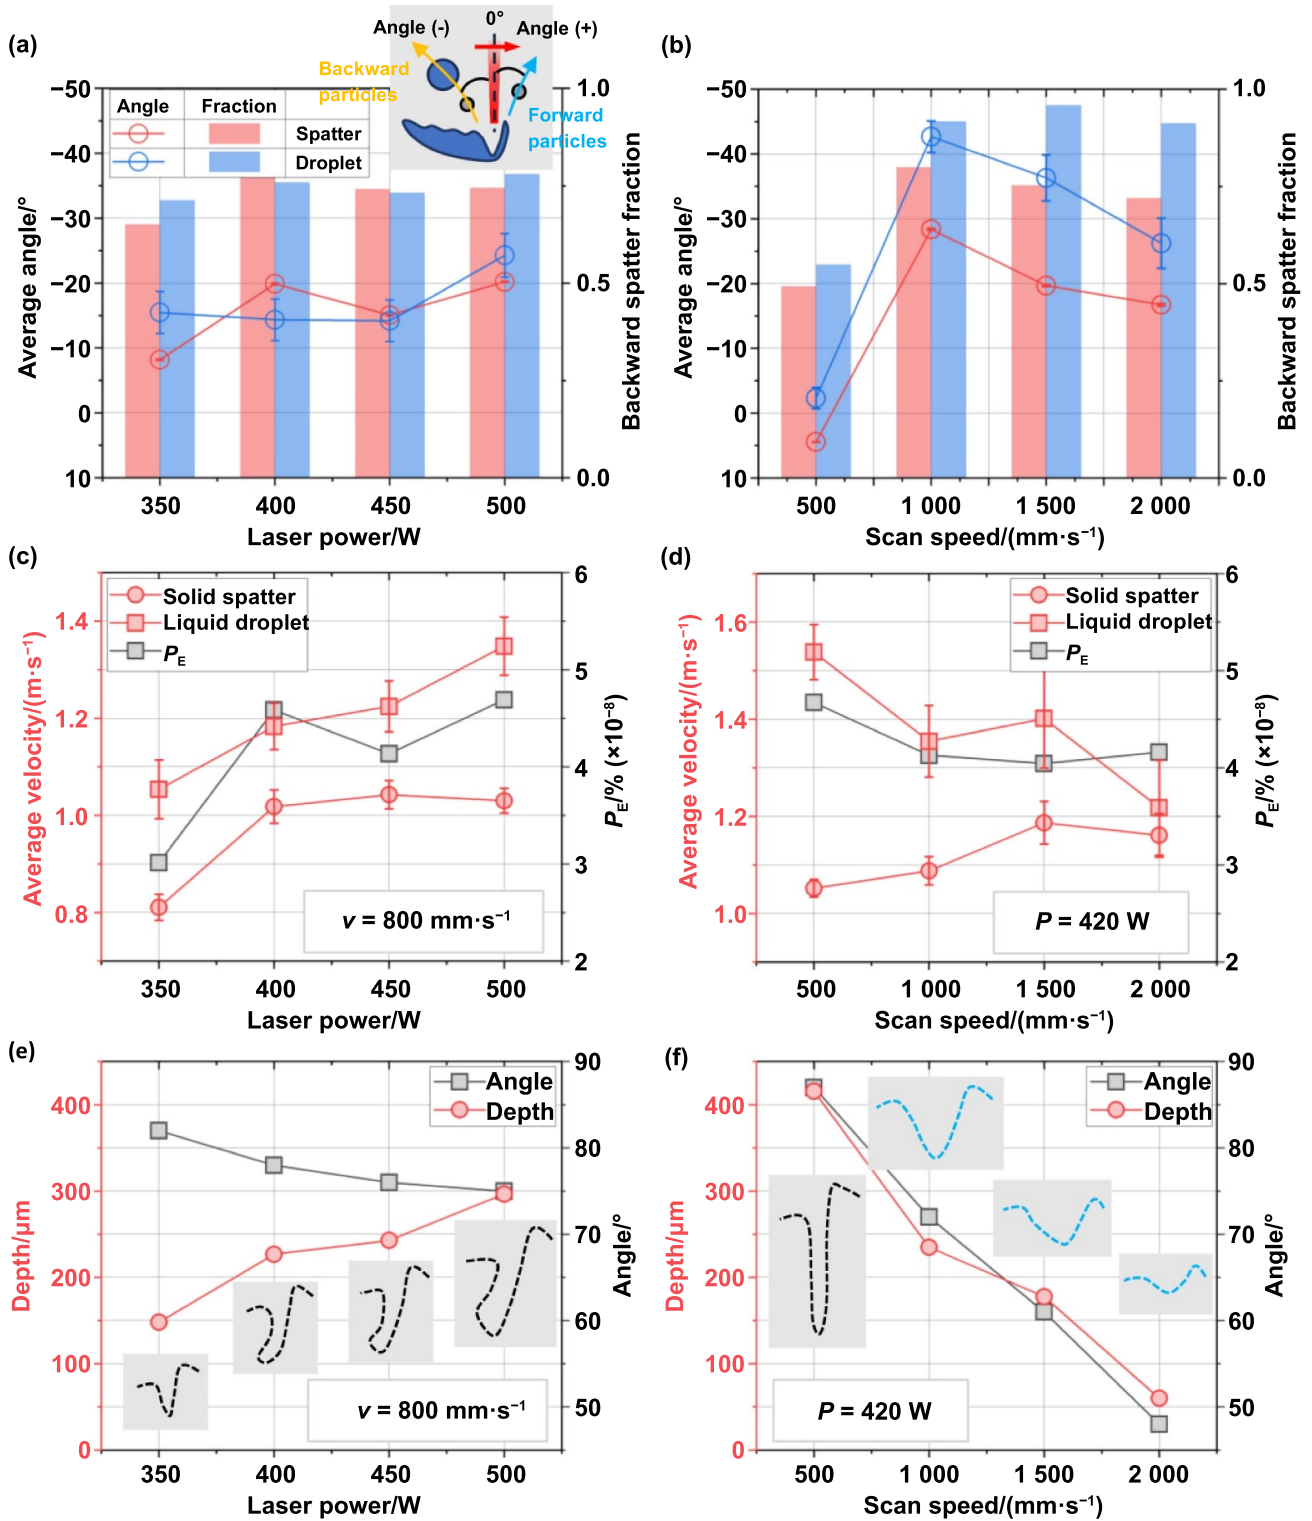 (a)
Angle (-)
0°
Angle (+)
Backward
particles
Forward
particles
Angle
Fraction
Spatter
Droplet
−50
−40
−30
−20
−10
0
10
Average angle/°
1.0
0.5
0.0
Backward spatter fraction
350
400
450
500
Laser power/W
(b)
−50
−40
−30
−20
−10
0
10
Average angle/°
1.0
0.5
0.0
Backward spatter fraction
500
1 000
1 500
2 000
Scan speed/(mm·s⁻¹)
(c)
Solid spatter
Liquid droplet
P_E
1.4
1.2
1.0
0.8
Average velocity/(m·s⁻¹)
6
5
4
3
2
P_E/% (×10⁻⁸)
v = 800 mm·s⁻¹
350
400
450
500
Laser power/W
(d)
Solid spatter
Liquid droplet
P_E
1.6
1.4
1.2
1.0
Average velocity/(m·s⁻¹)
6
5
4
3
2
P_E/% (×10⁻⁸)
P = 420 W
500
1 000
1 500
2 000
Scan speed/(mm·s⁻¹)
(e)
Angle
Depth
400
300
200
100
0
Depth/μm
90
80
70
60
50
Angle/°
v = 800 mm·s⁻¹
350
400
450
500
Laser power/W
(f)
Angle
Depth
400
300
200
100
0
Depth/μm
90
80
70
60
50
Angle/°
P = 420 W
500
1 000
1 500
2 000
Scan speed/(mm·s⁻¹)